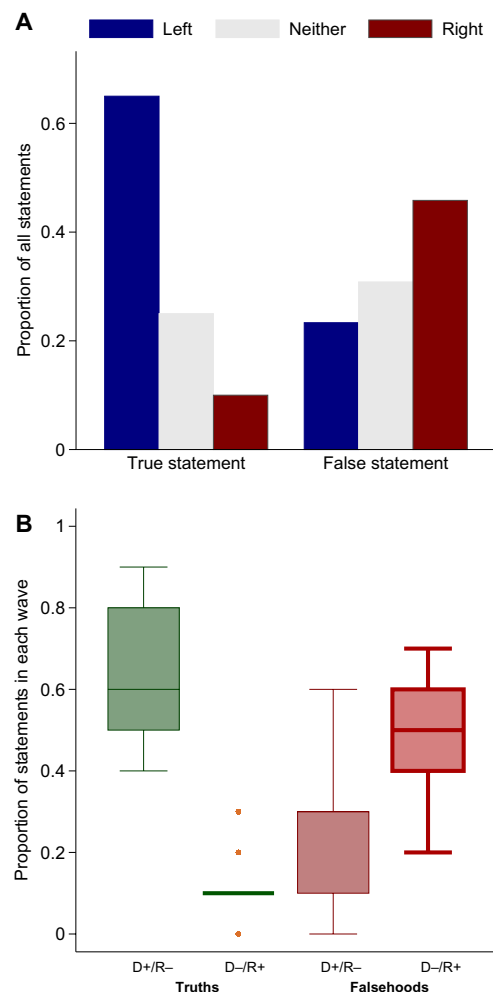 A
Left Neither Right
Proportion of all statements
0.6
0.4
0.2
0
True statement False statement
B
Proportion of statements in each wave
1
0.8
0.6
0.4
0.2
0
D+/R– D–/R+ D+/R– D–/R+
Truths Falsehoods